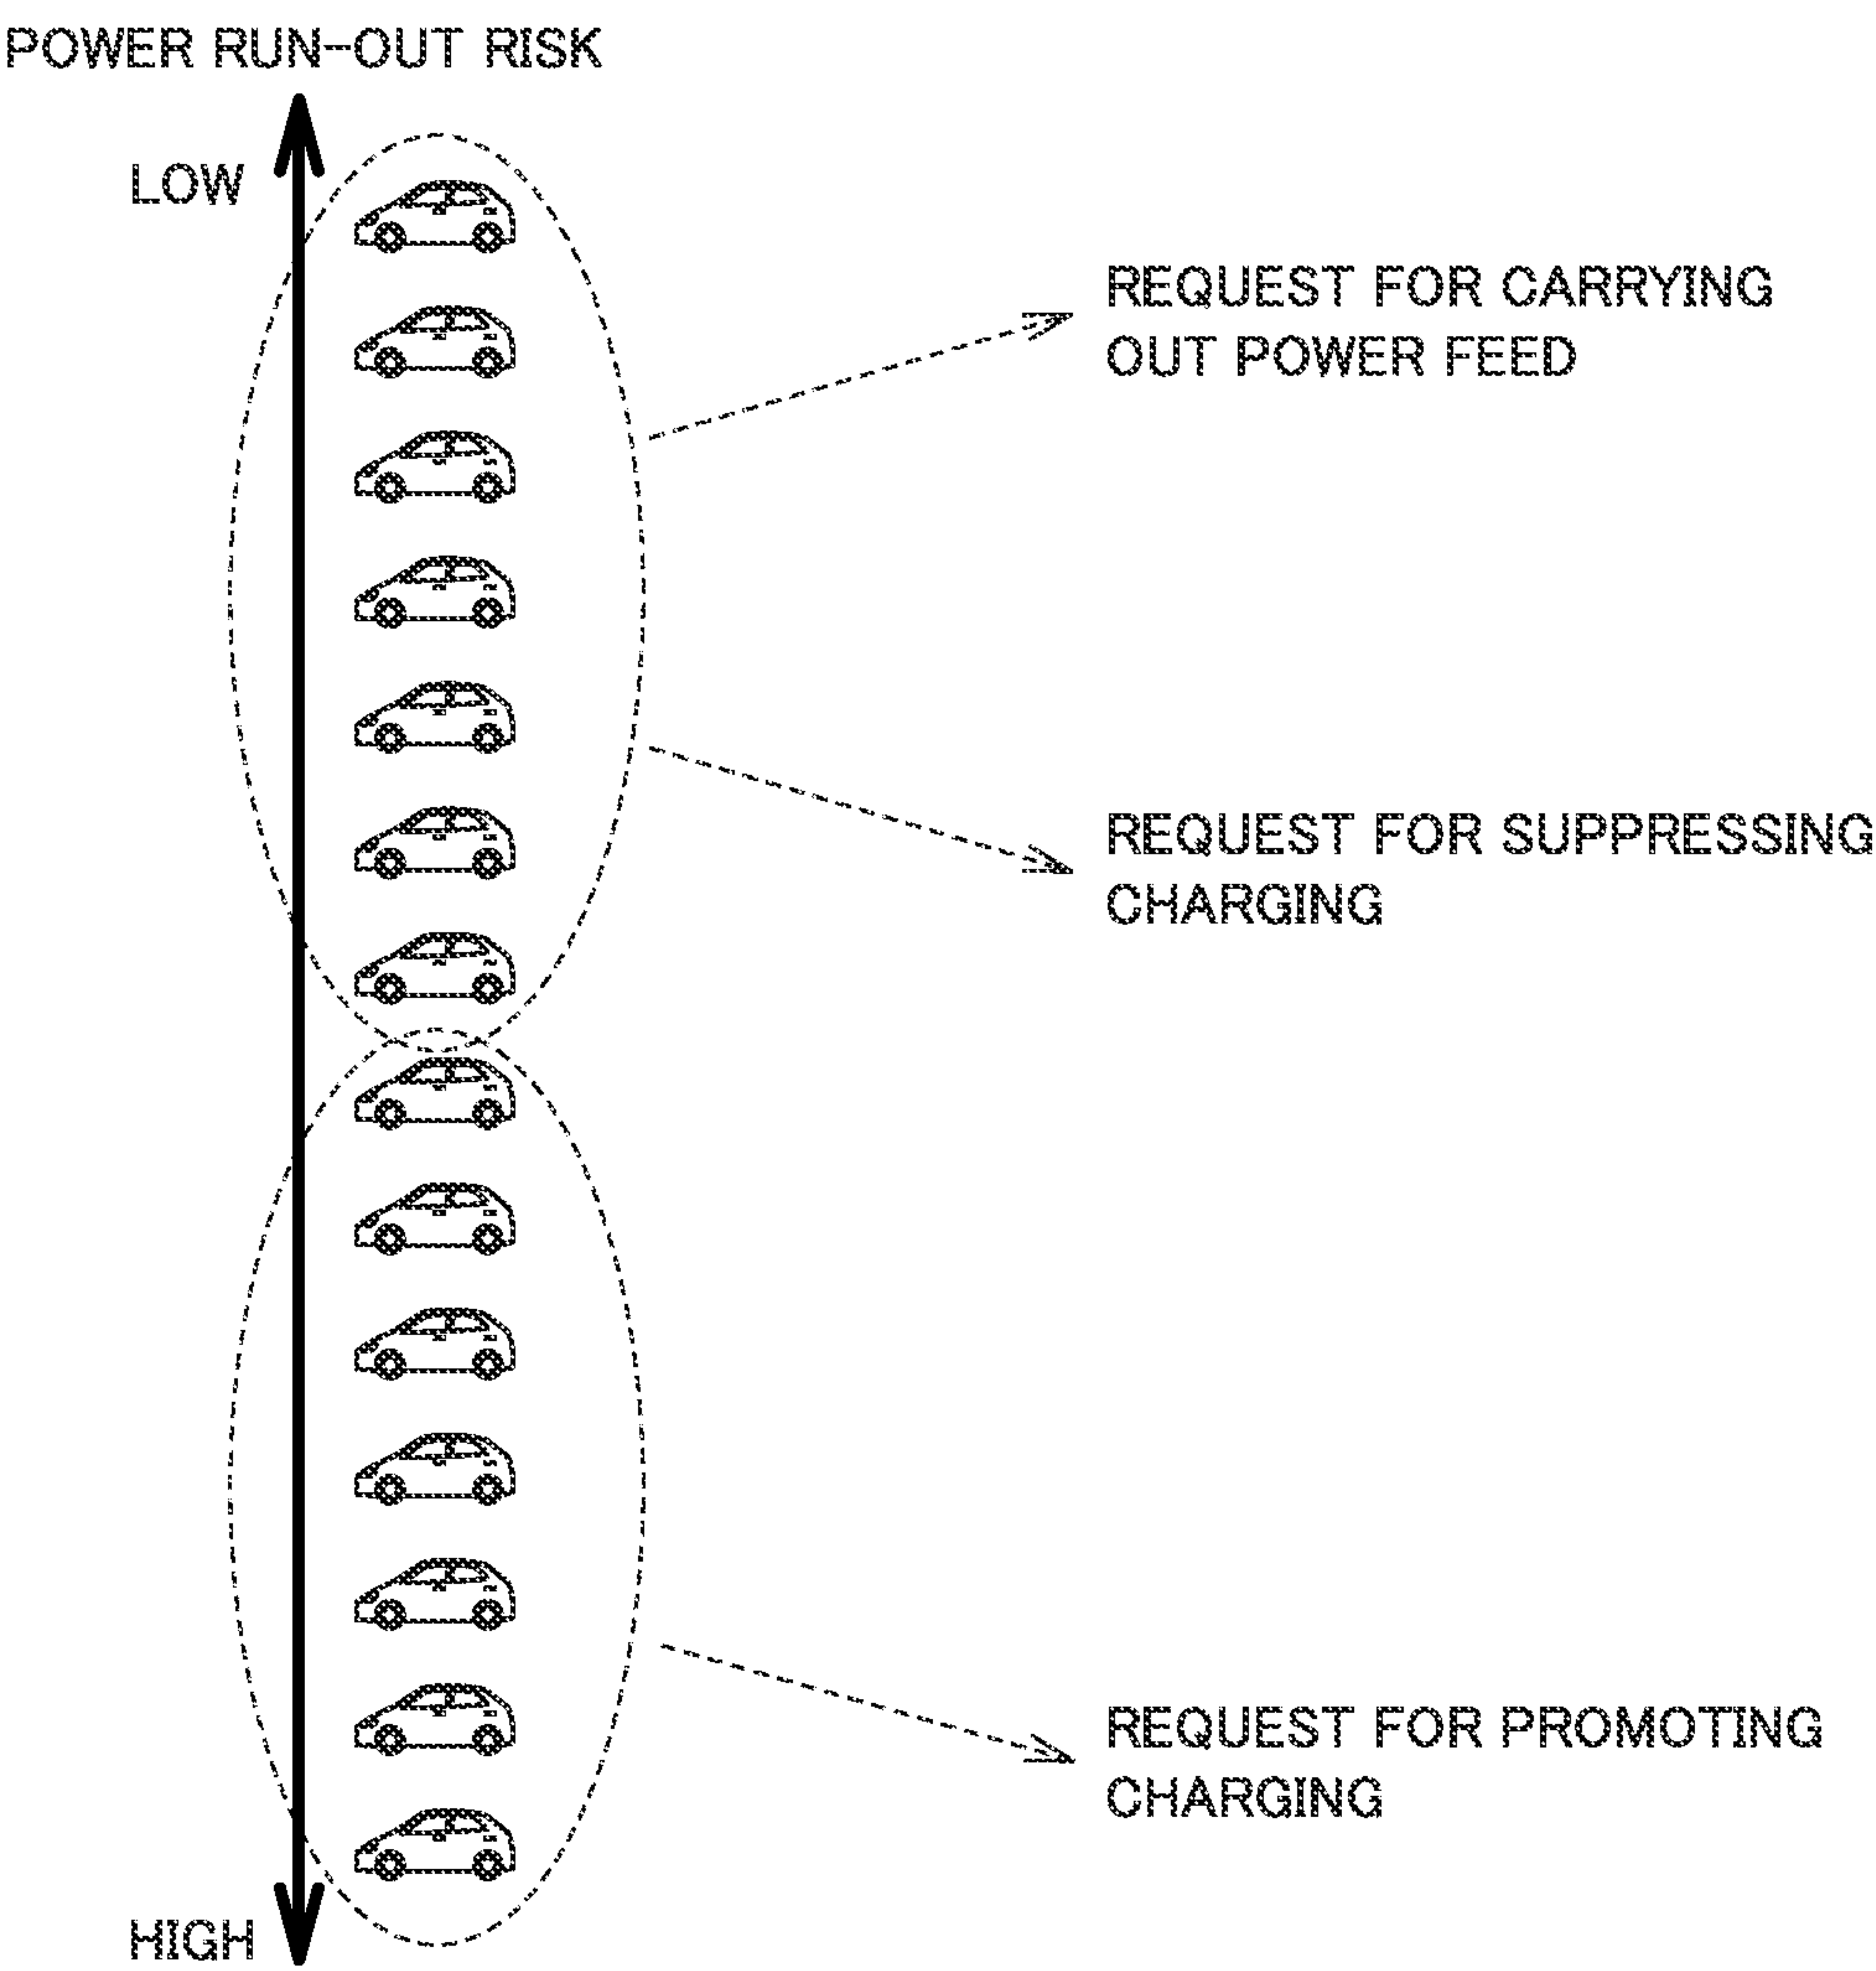 POWER RUN-OUT RISK
LOW
REQUEST FOR CARRYING
OUT POWER FEED
REQUEST FOR SUPPRESSING
CHARGING
REQUEST FOR PROMOTING
CHARGING
HIGH